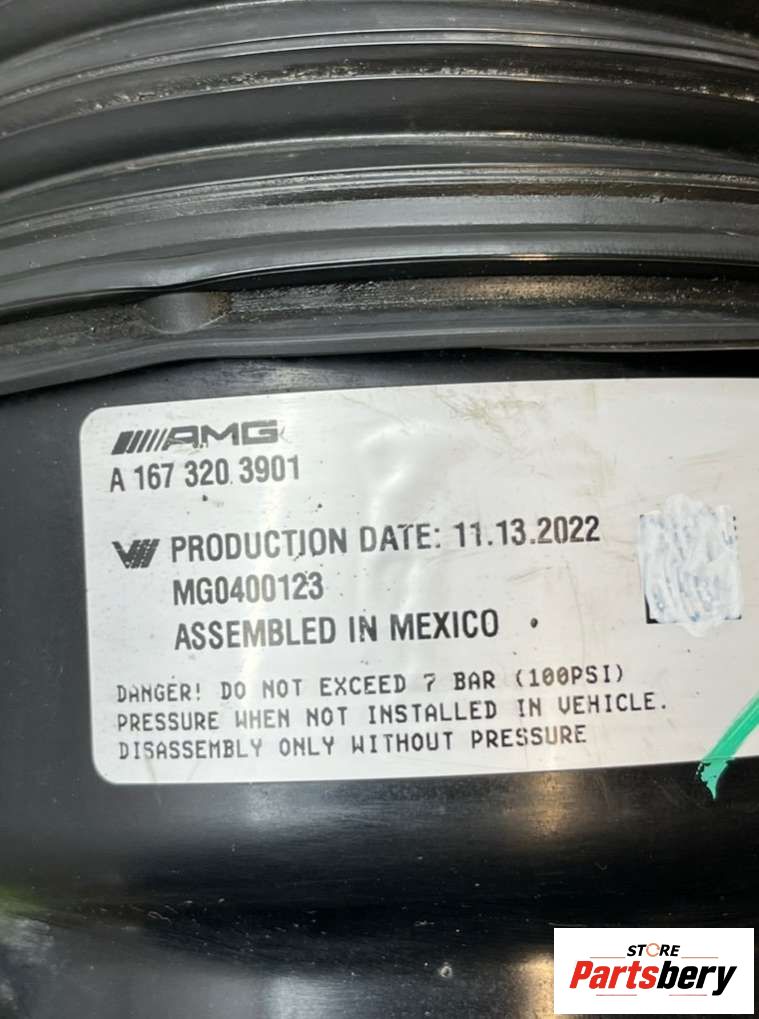 AMG
A 167 320 3901
PRODUCTION DATE: 11.13.2022
MG0400123
ASSEMBLED IN MEXICO
DANGER! DO NOT EXCEED 7 BAR (100PSI)
PRESSURE WHEN NOT INSTALLED IN VEHICLE.
DISASSEMBLY ONLY WITHOUT PRESSURE
STORE
Partsbery